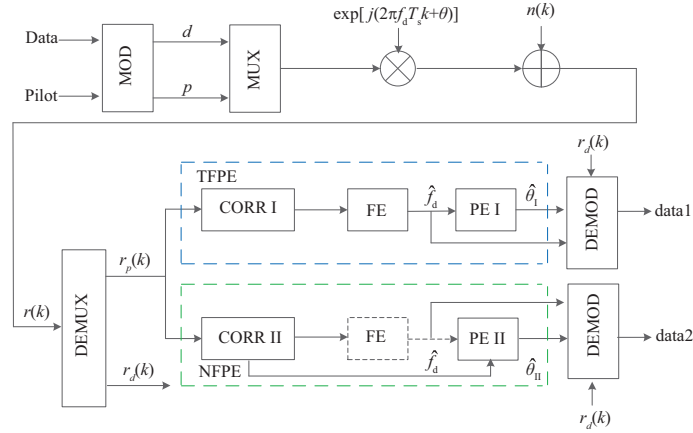 exp[j(2πf_dT_sk+θ)]
n(k)
Data
d
MOD
MUX
Pilot
p
r_d(k)
TFPE
CORR I
FE
f̂_d
PE I
θ̂_I
DEMOD
data1
r_p(k)
r(k)
DEMUX
CORR II
FE
f̂_d
PE II
θ̂_II
DEMOD
data2
NFPE
r_d(k)
r_d(k)